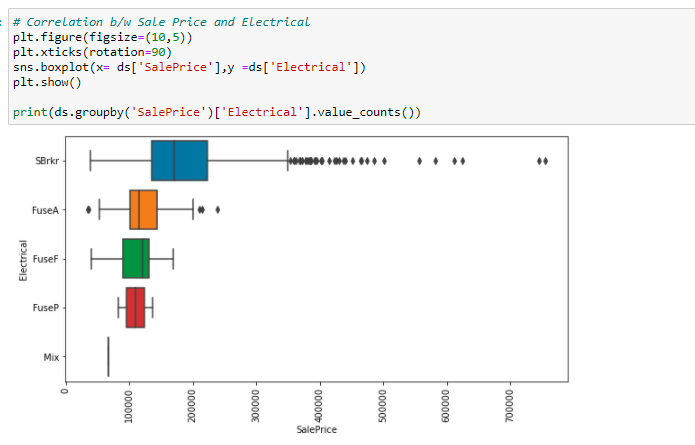 # Correlation b/w Sale Price and Electrical
plt.figure(figsize=(10,5))
plt.xticks(rotation=90)
sns.boxplot(x= ds['SalePrice'],y =ds['Electrical'])
plt.show()
print(ds.groupby('SalePrice')['Electrical'].value_counts())
SBrkr
FuseA
FuseF
FuseP
Mix
Electrical
0
100000
200000
300000
400000
500000
600000
700000
SalePrice